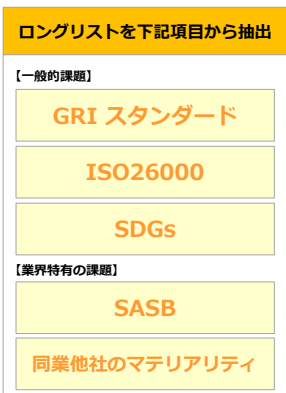 ロングリストを下記項目から抽出
【一般的課題】
GRI スタンダード
ISO26000
SDGs
【業界特有の課題】
SASB
同業他社のマテリアリティ